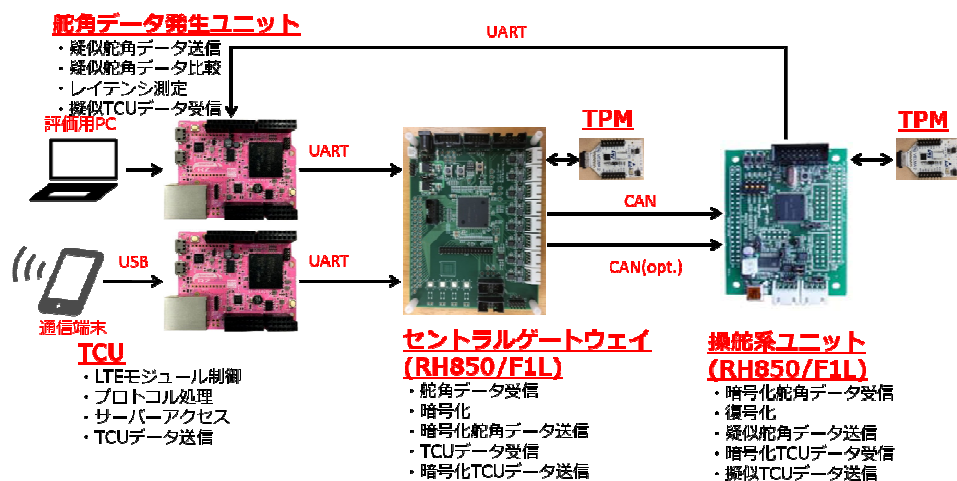 舵角データ発生ユニット
・疑似舵角データ送信
・疑似舵角データ比較
・レイテンシ測定
・擬似TCUデータ受信
評価用PC
UART
UART
TPM
TPM
CAN
CAN(opt.)
USB
UART
通信端末
TCU
・LTEモジュール制御
・プロトコル処理
・サーバーアクセス
・TCUデータ送信
セントラルゲートウェイ
(RH850/F1L)
・舵角データ受信
・暗号化
・暗号化舵角データ送信
・TCUデータ受信
・暗号化TCUデータ送信
操舵系ユニット
(RH850/F1L)
・暗号化舵角データ受信
・復号化
・疑似舵角データ送信
・暗号化TCUデータ受信
・擬似TCUデータ送信